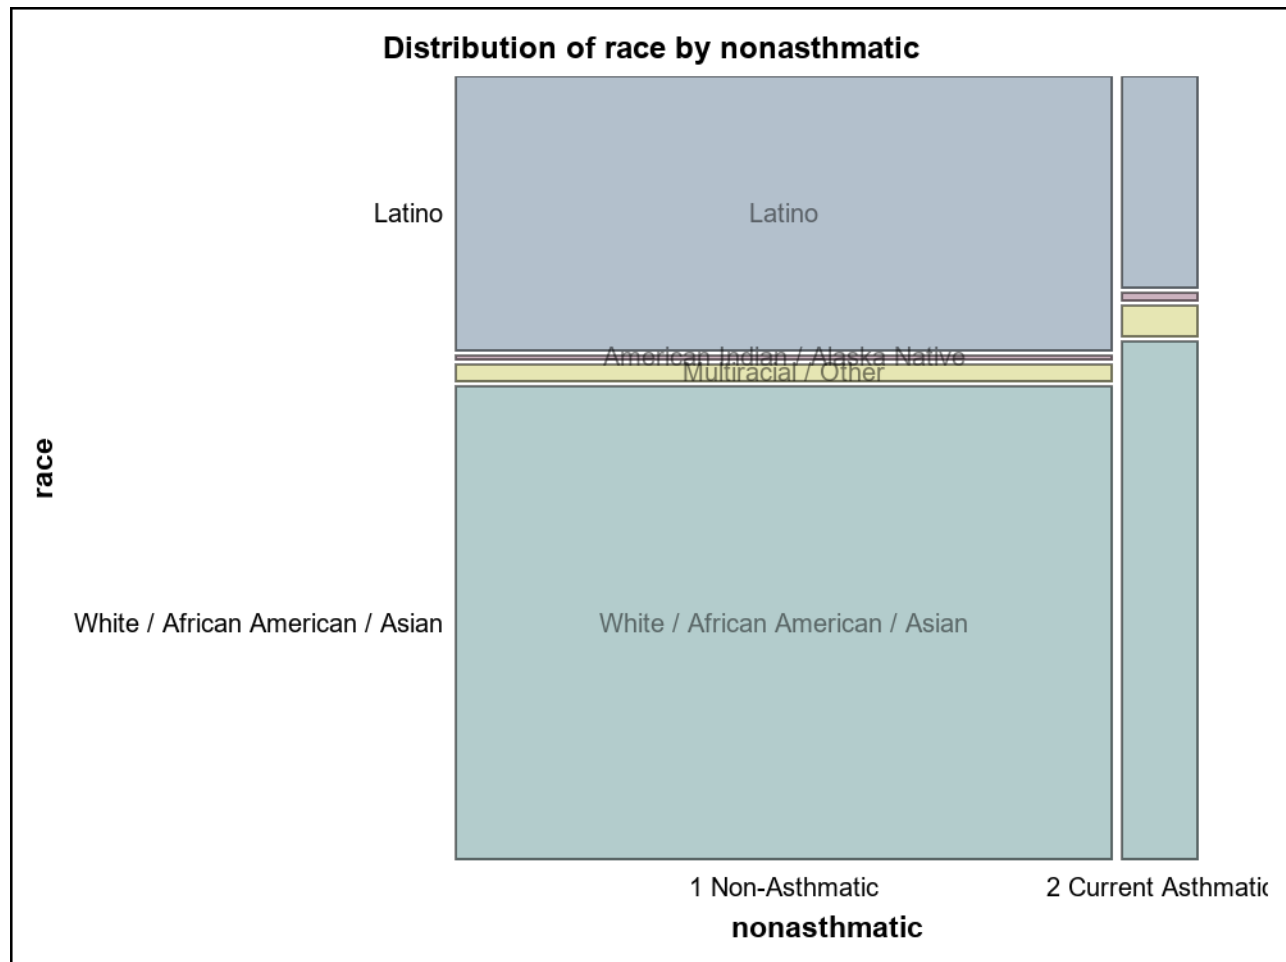 Distribution of race by nonasthmatic
Latino
Latino
American Indian / Alaska Native
Multiracial / Other
race
White / African American / Asian
White / African American / Asian
1 Non-Asthmatic
2 Current Asthmatic
nonasthmatic